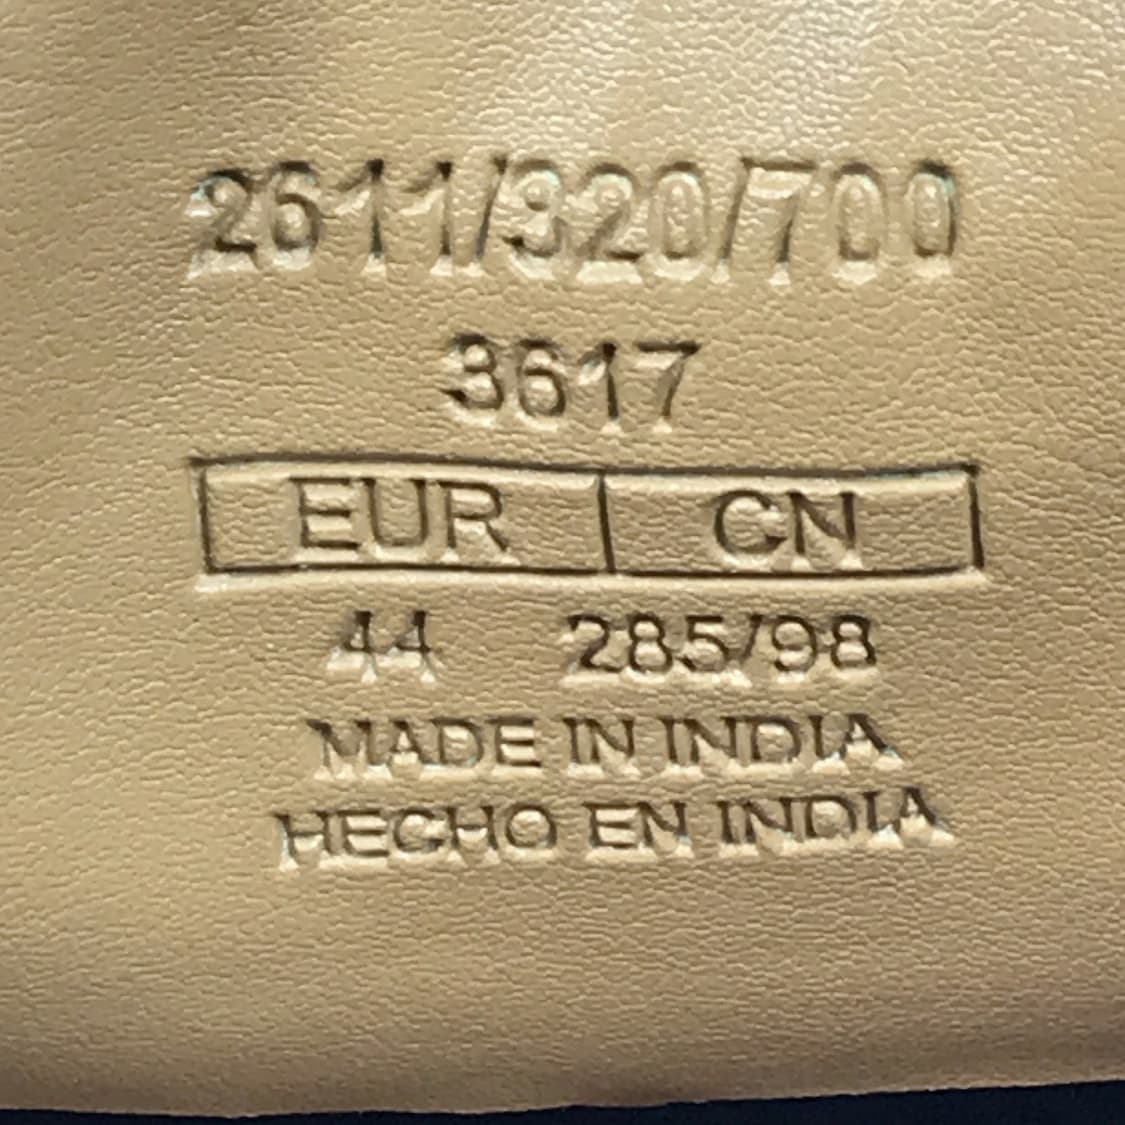 2611/320/700
3617
EUR CN
44 285/98
MADE IN INDIA
HECHO EN INDIA